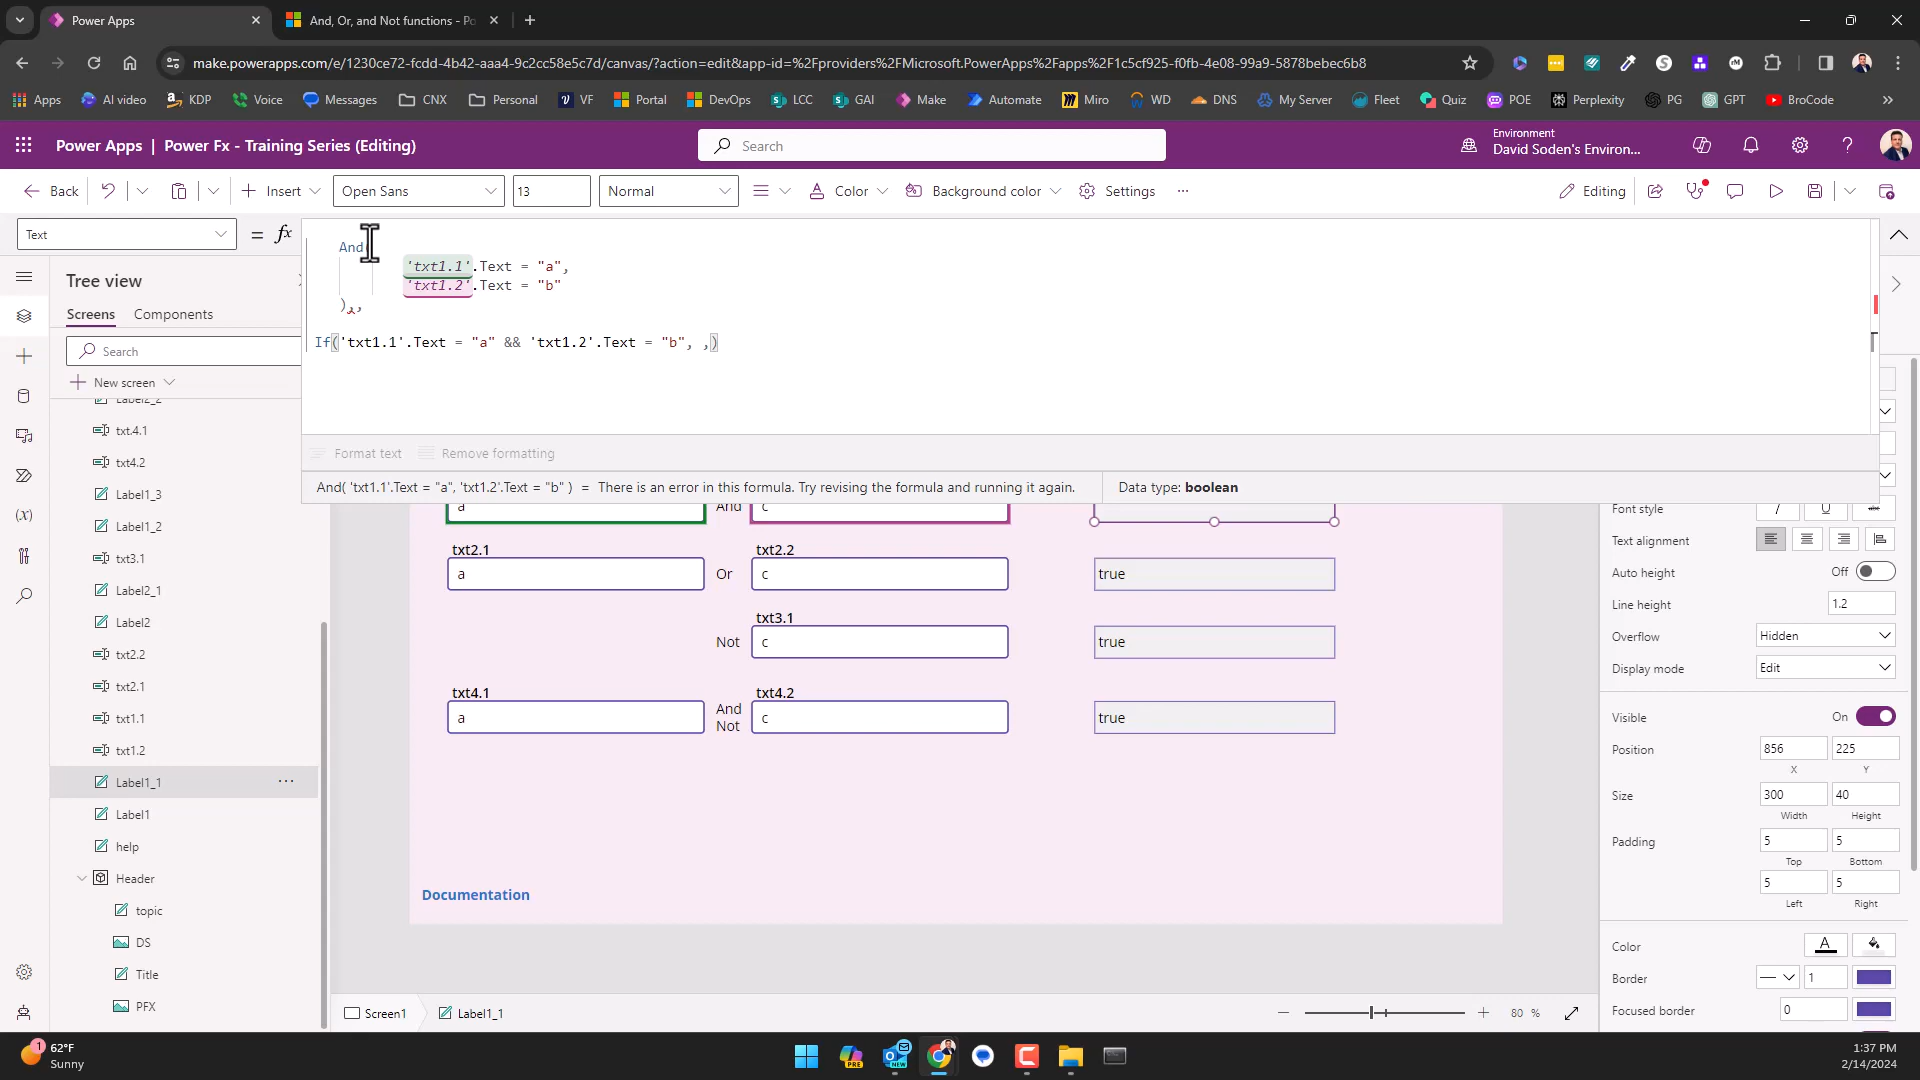 Power Apps
And, Or, and Not functions - Po
make.powerapps.com/e/1230ce72-fcdd-4b42-aaa4-9c2cc58e5c7d/canvas/?action=edit&app-id=%2Fproviders%2FMicrosoft.PowerApps%2Fapps%2F1c5cf925-f0fb-4e08-99a9-5878bebec6b8
Apps
AI video
KDP
Voice
Messages
CNX
Personal
VF
Portal
DevOps
LCC
GAI
Make
Automate
Miro
WD
DNS
My Server
Fleet
Quiz
POE
Perplexity
PG
GPT
BroCode
Power Apps | Power Fx - Training Series (Editing)
Search
Environment
David Soden's Environ...
Back
Insert
Open Sans
13
Normal
Color
Background color
Settings
Editing
Text
= fx
And
'txt1.1'.Text = "a",
'txt1.2'.Text = "b"
),,
If('txt1.1'.Text = "a" && 'txt1.2'.Text = "b", ,)
Format text
Remove formatting
And( 'txt1.1'.Text = "a", 'txt1.2'.Text = "b" ) = There is an error in this formula. Try revising the formula and running it again.
Data type: boolean
Tree view
Screens
Components
Search
New screen
Label2_2
txt.4.1
txt4.2
Label1_3
Label1_2
txt3.1
Label2_1
Label2
txt2.2
txt2.1
txt1.1
txt1.2
Label1_1
Label1
help
Header
topic
DS
Title
PFX
a
And
c
txt2.1
txt2.2
a
Or
c
true
txt3.1
Not
c
true
txt4.1
txt4.2
a
And
Not
c
true
Documentation
Font style
Text alignment
Auto height
Off
Line height
1.2
Overflow
Hidden
Display mode
Edit
Visible
On
Position
856
225
X
Y
Size
300
40
Width
Height
Padding
5
5
Top
Bottom
5
5
Left
Right
Color
Border
1
Focused border
0
Screen1
Label1_1
80 %
1
62°F
Sunny
PRE
NEW
1:37 PM
2/14/2024